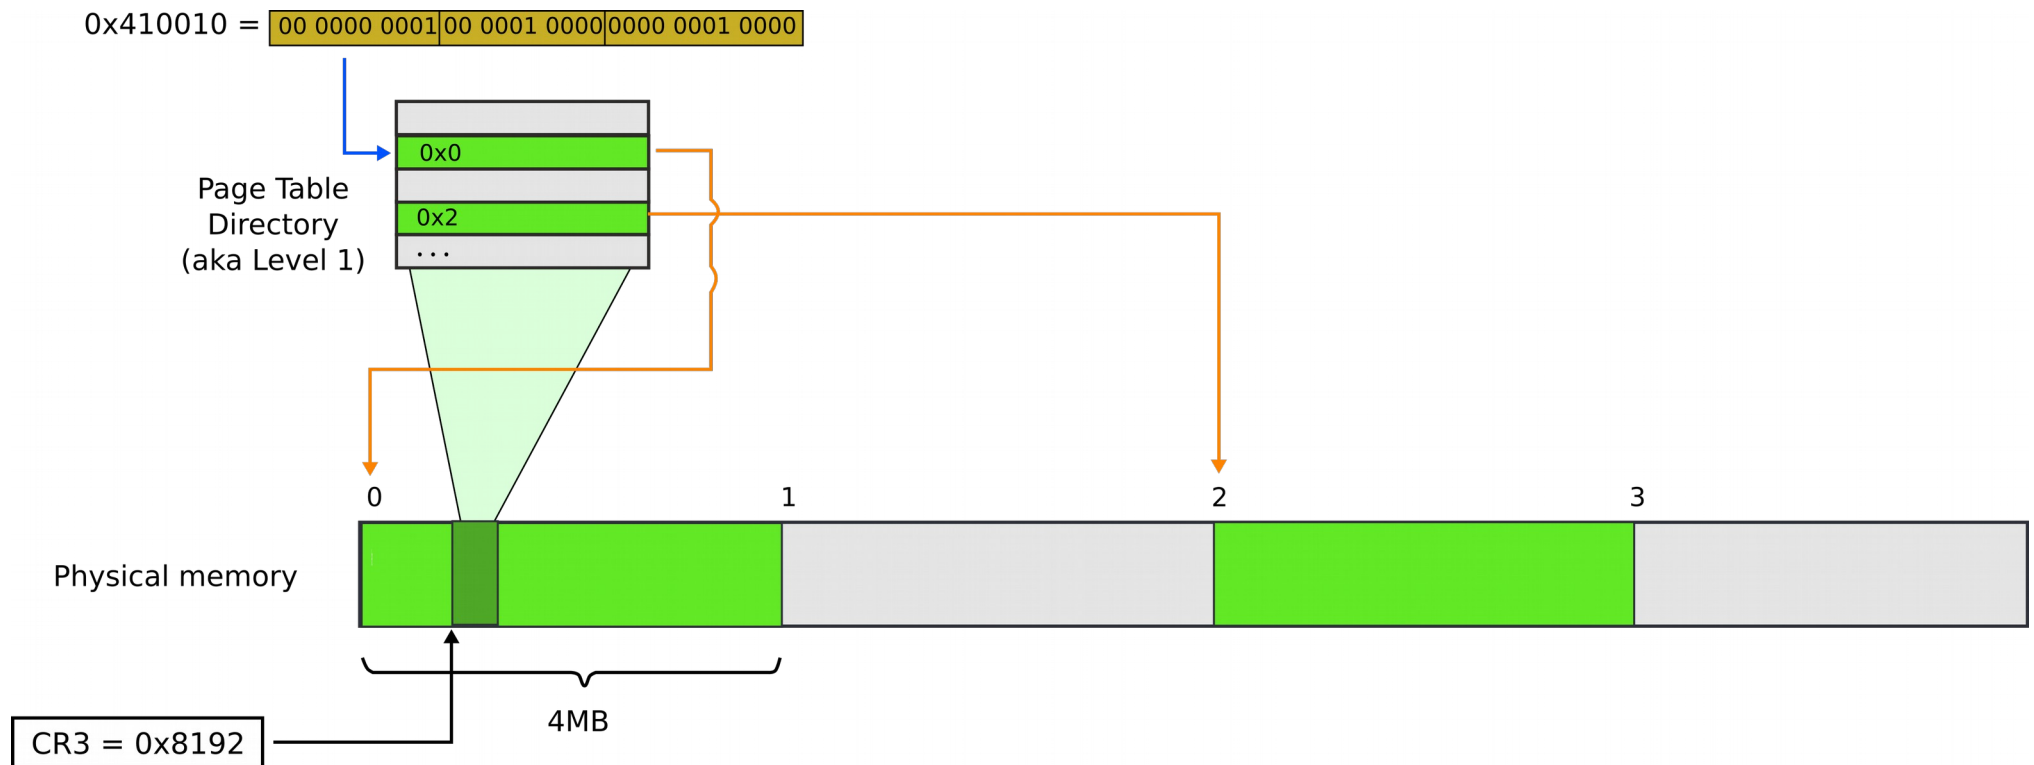 0x410010 = 00 0000 0001 00 0001 0000 0000 0001 0000
0x0
Page Table
Directory
(aka Level 1)
0x2
...
0 1 2 3
Physical memory
4MB
CR3 = 0x8192